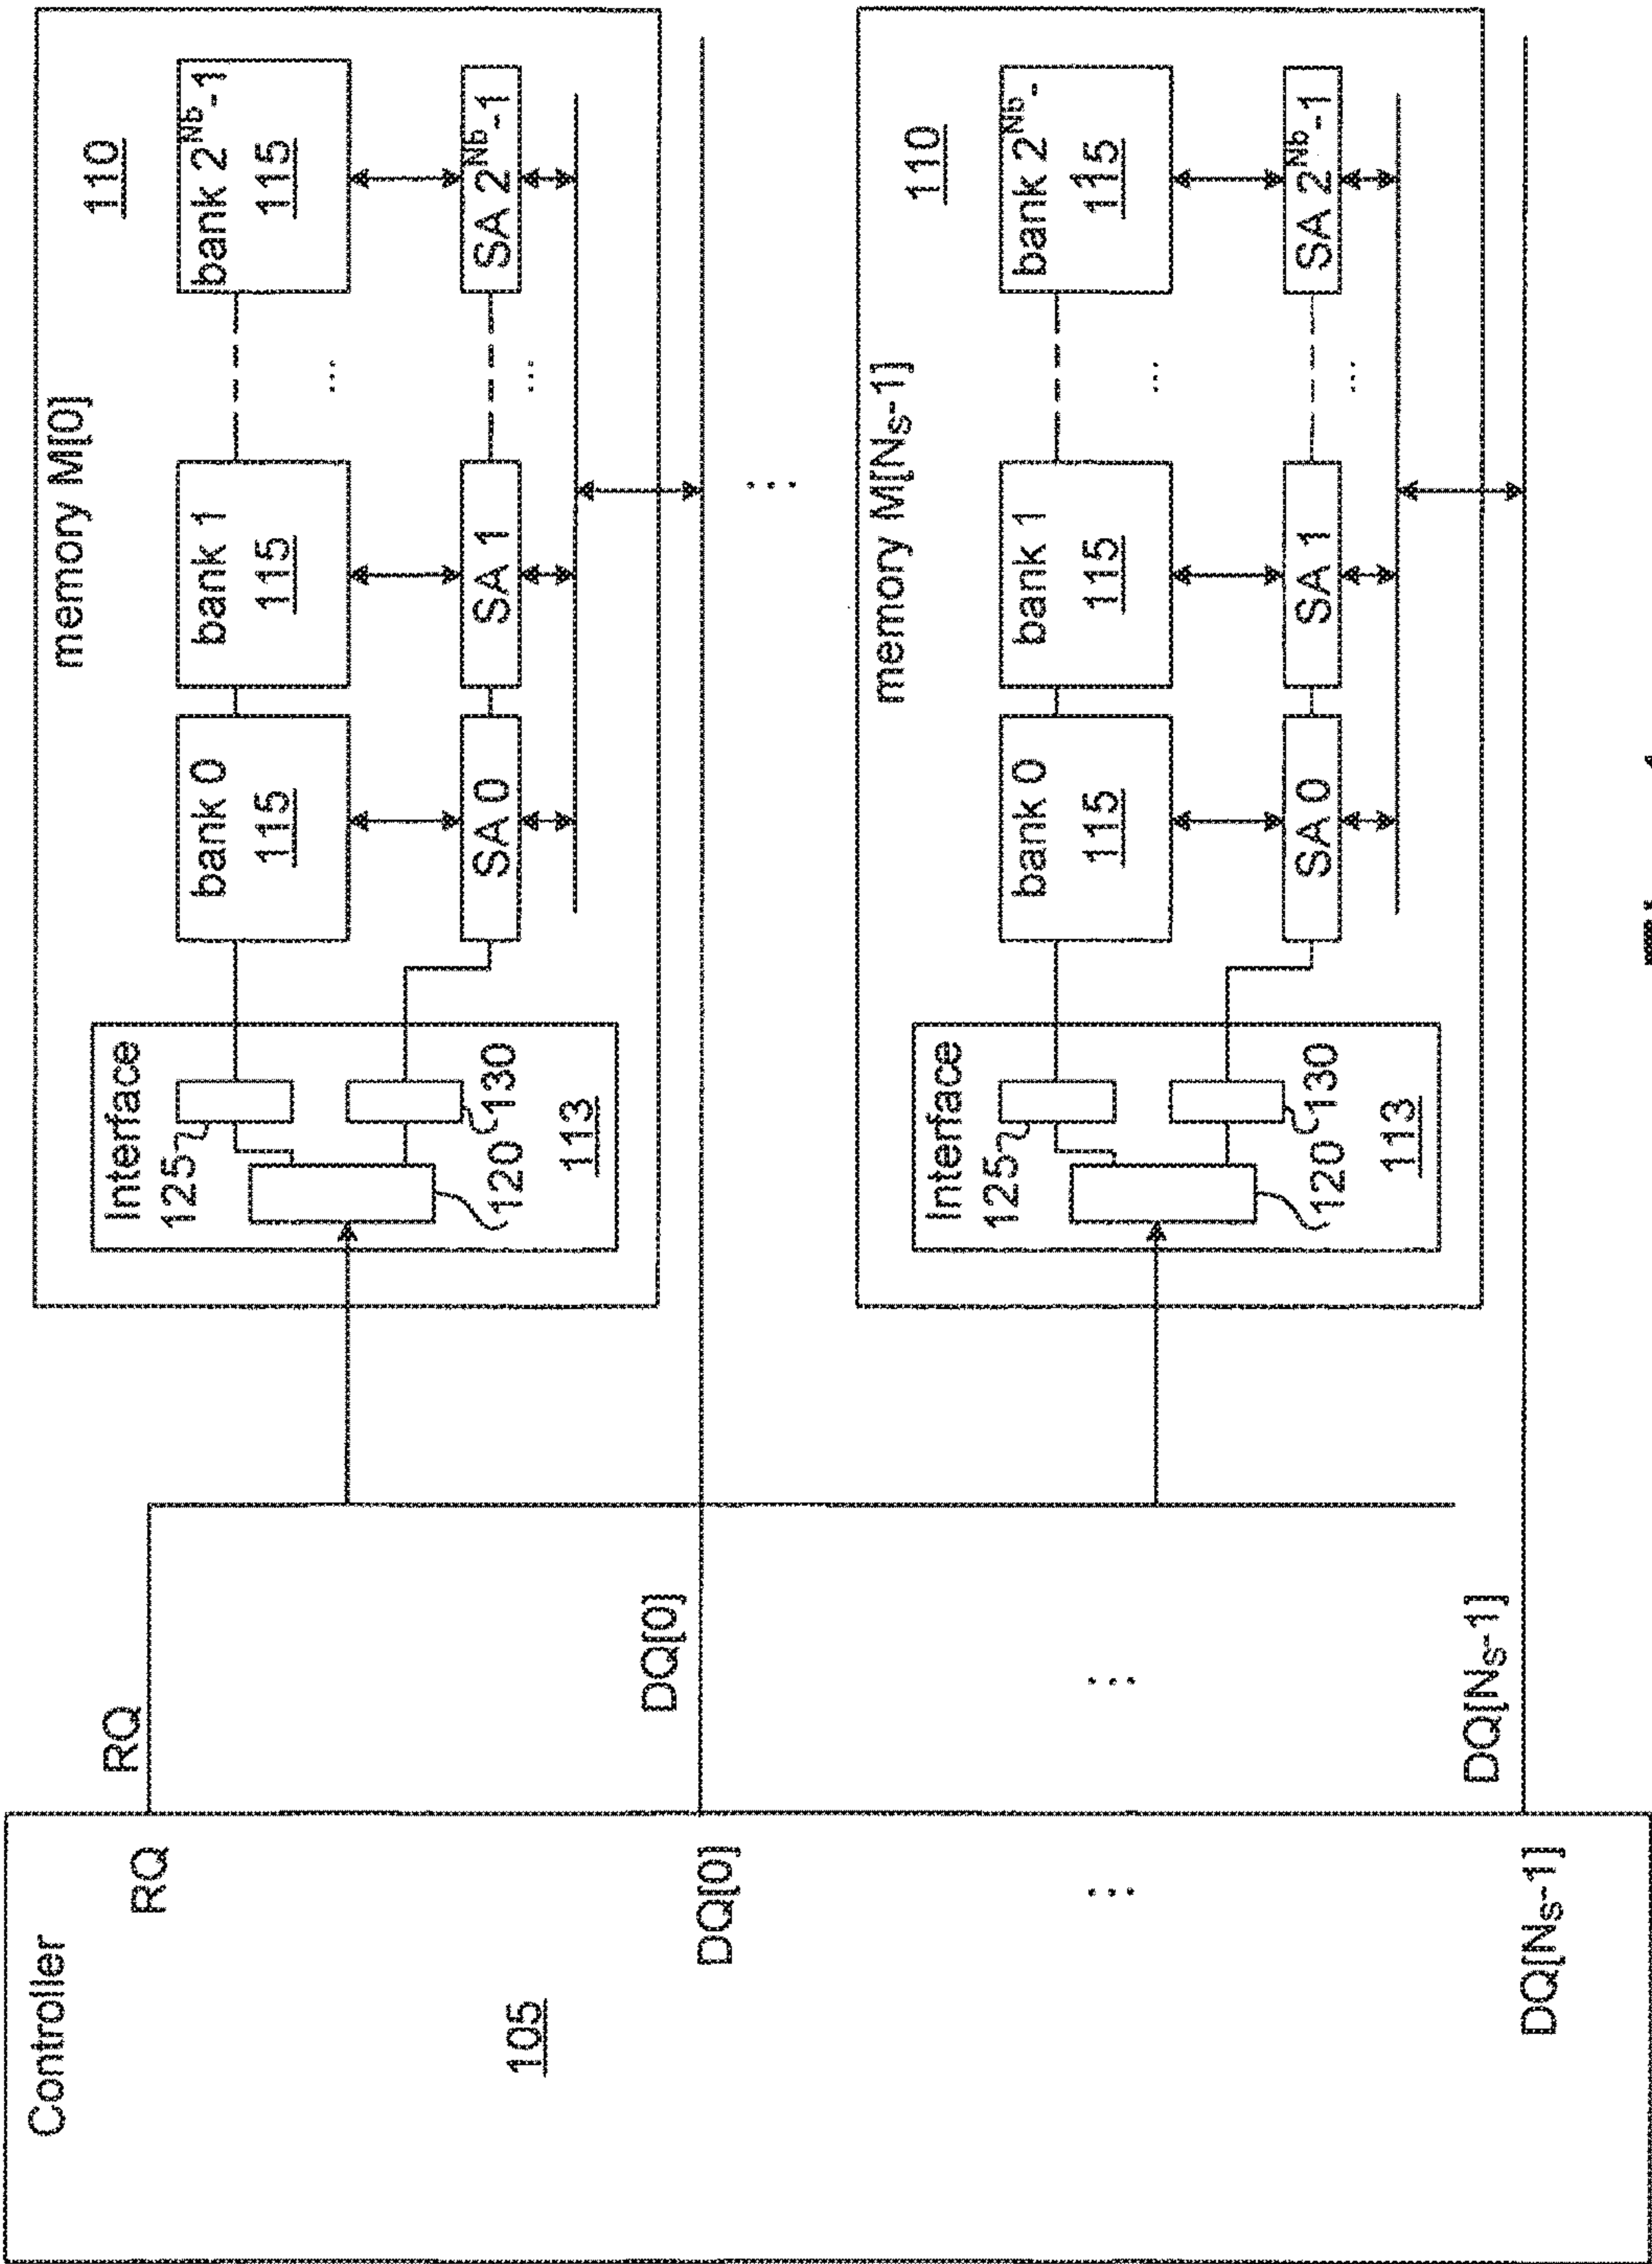 Controller
105
RQ
DQ[0]
...
DQ[Ns-1]
RQ
DQ[0]
...
DQ[Ns-1]
memory M[0]
110
Interface
125
120
130
113
bank 0
115
bank 1
115
...
bank 2^Nb-1
115
SA 0
SA 1
...
SA 2^Nb-1
...
memory M[Ns-1]
110
Interface
125
120
130
113
bank 0
115
bank 1
115
...
bank 2^Nb-
115
SA 0
SA 1
...
SA 2^Nb-1